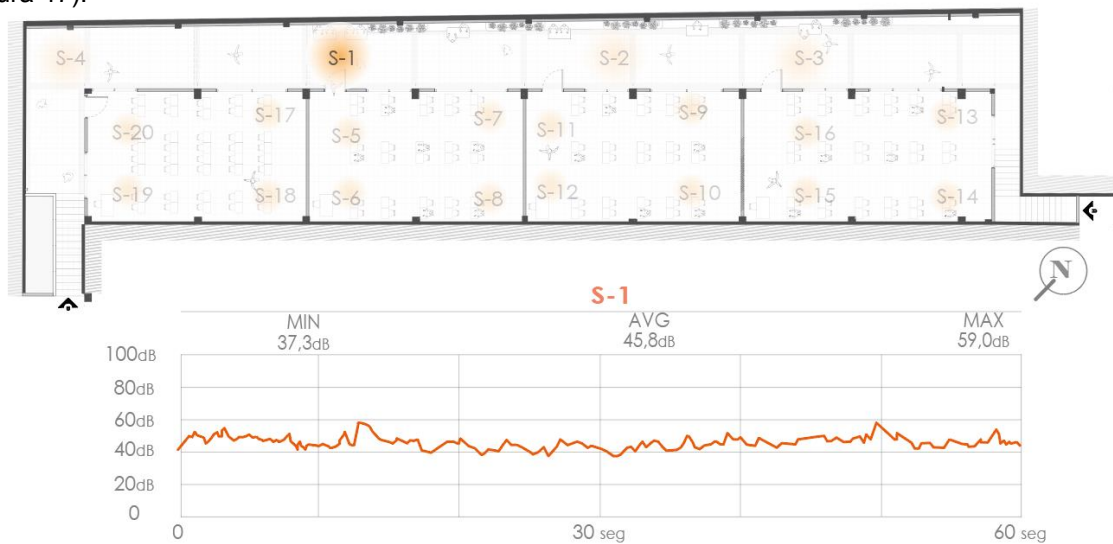 S-4
S-1
S-2
S-3
S-17
S-7
S-9
S-13
S-20
S-5
S-11
S-16
S-19
S-18
S-6
S-8
S-12
S-10
S-15
S-14
N
S-1
MIN AVG MAX
37,3dB 45,8dB 59,0dB
100dB
80dB
60dB
40dB
20dB
0
0 30 seg 60 seg